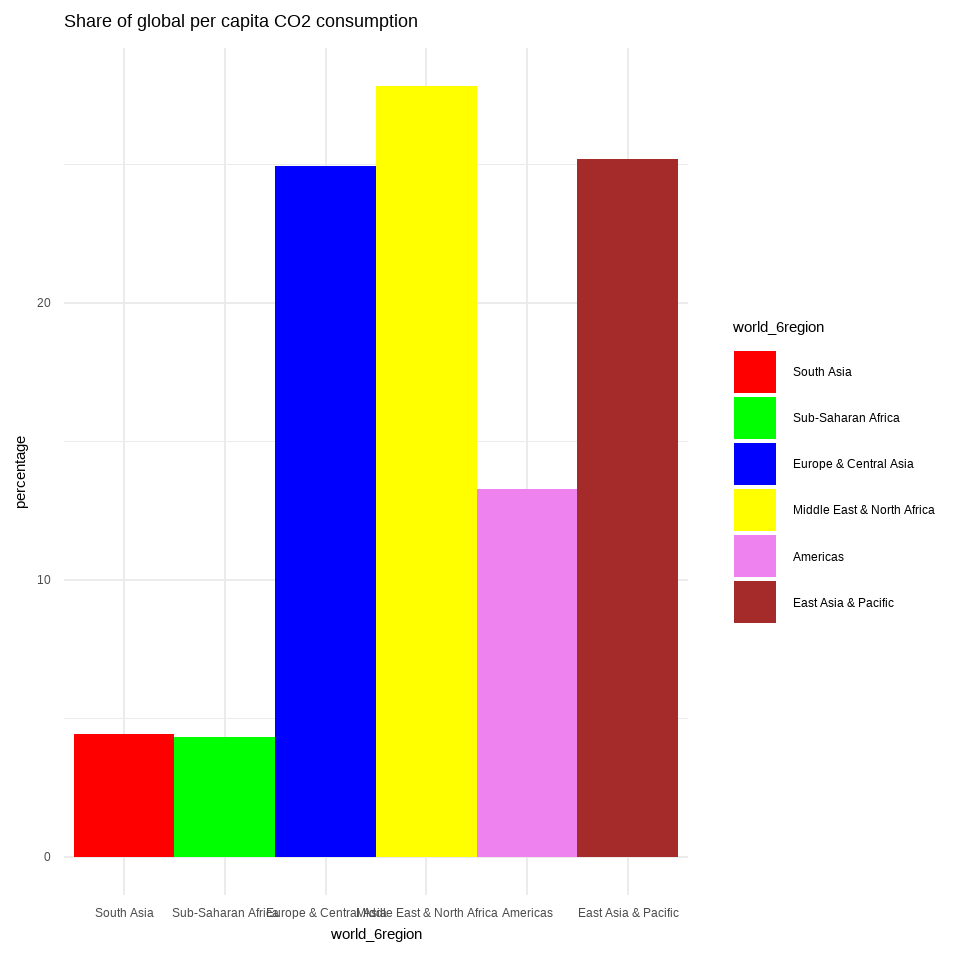 Share of global per capita CO2 consumption
percentage
20
10
0
South Asia
Sub-Saharan Africa
Europe & Central Asia
Middle East & North Africa
Americas
East Asia & Pacific
world_6region
world_6region
South Asia
Sub-Saharan Africa
Europe & Central Asia
Middle East & North Africa
Americas
East Asia & Pacific